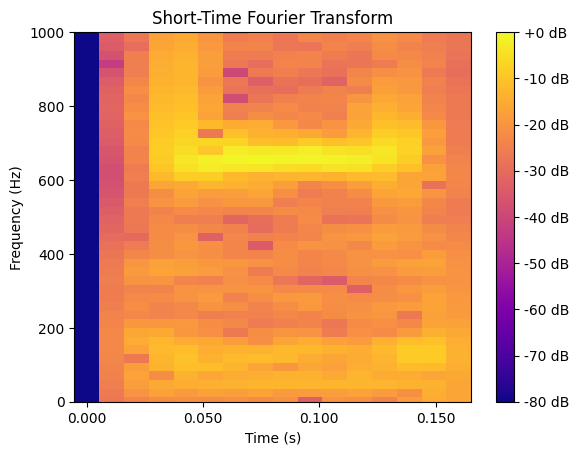 Short-Time Fourier Transform
1000
800
600
400
200
0
Frequency (Hz)
0.000
0.050
0.100
0.150
Time (s)
+0 dB
-10 dB
-20 dB
-30 dB
-40 dB
-50 dB
-60 dB
-70 dB
-80 dB